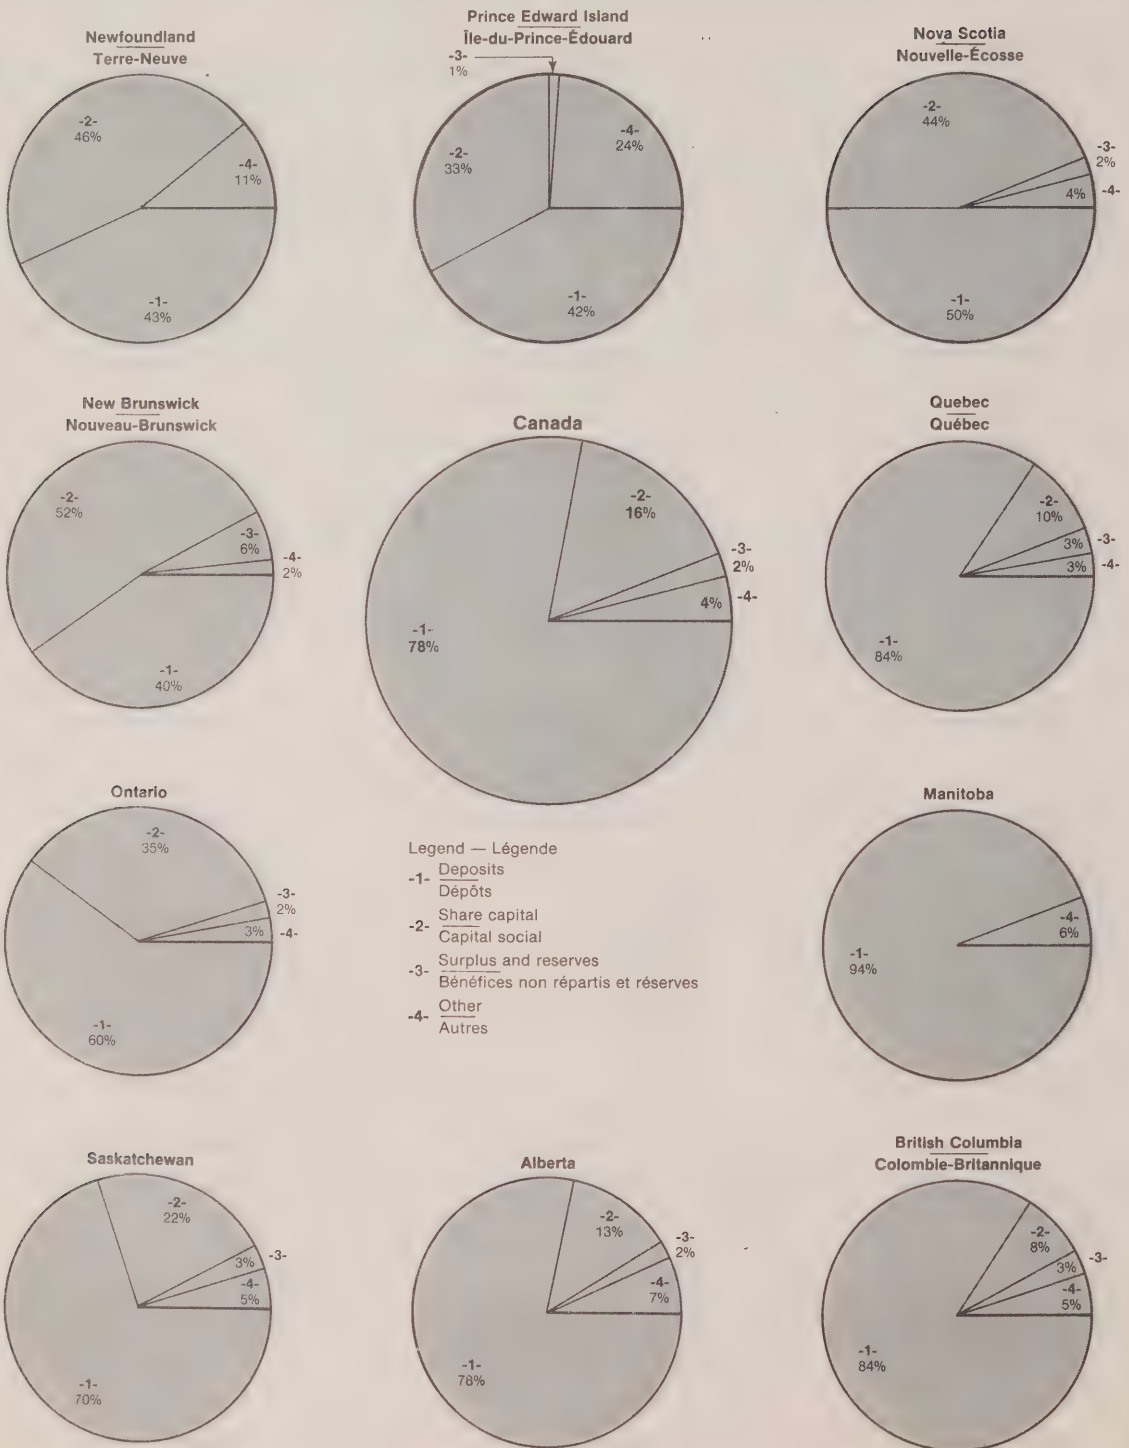 Newfoundland
Terre-Neuve
-2-
46%
-4-
11%
-1-
43%
Prince Edward Island
Île-du-Prince-Édouard
-3-
1%
-4-
24%
-2-
33%
-1-
42%
Nova Scotia
Nouvelle-Écosse
-2-
44%
-3-
2%
4% -4-
-1-
50%
New Brunswick
Nouveau-Brunswick
-2-
52%
-3-
6%
-4-
2%
-1-
40%
Canada
-2-
16%
-3-
2%
4% -4-
-1-
78%
Quebec
Québec
-2-
10%
3% -3-
3% -4-
-1-
84%
Ontario
-2-
35%
-3-
2%
3% -4-
-1-
60%
Legend — Légende
-1- Deposits
Dépôts
-2- Share capital
Capital social
-3- Surplus and reserves
Bénéfices non répartis et réserves
-4- Other
Autres
Manitoba
-4-
6%
-1-
94%
Saskatchewan
-2-
22%
3% -3-
-4-
5%
-1-
70%
Alberta
-2-
13%
-3-
2%
-4-
7%
-1-
78%
British Columbia
Colombie-Britannique
-2-
8%
3% -3-
-4-
5%
-1-
84%